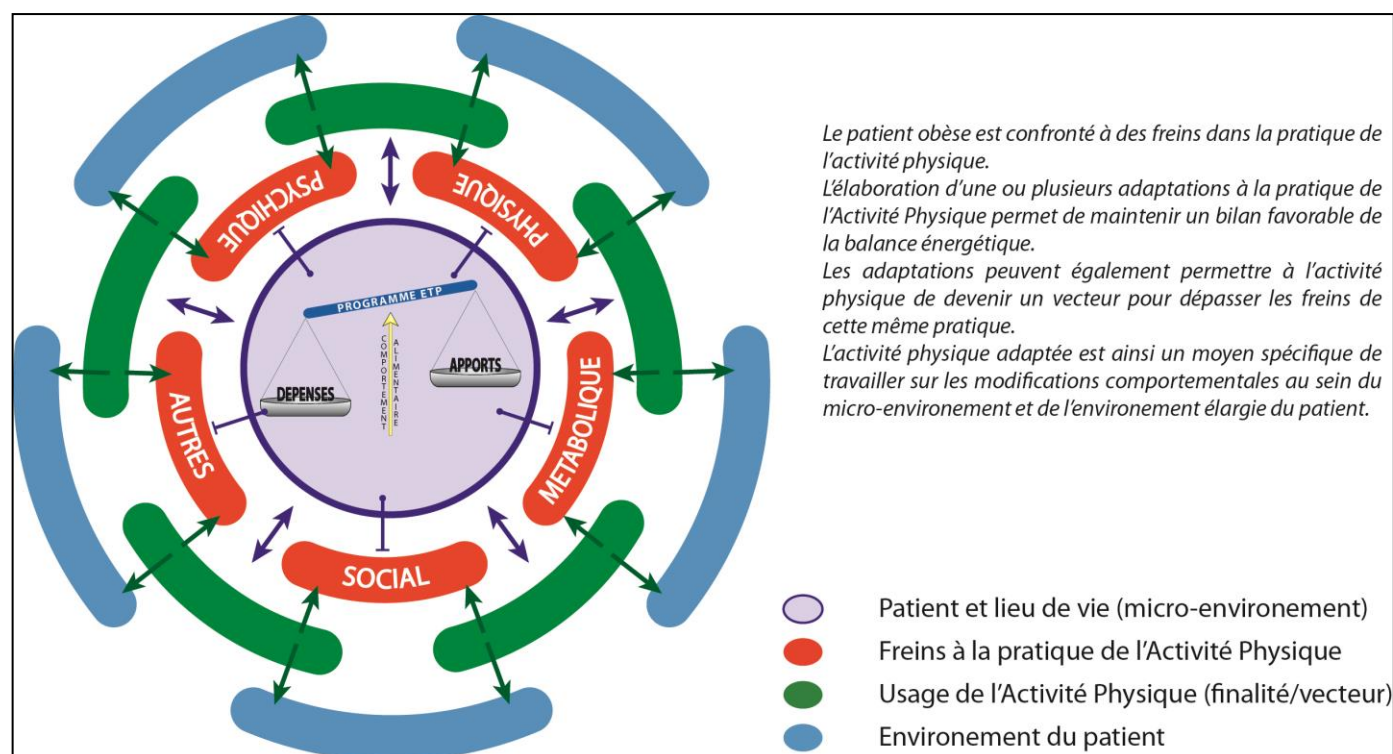 PSYCHIQUE
PHYSIQUE
PROGRAMME ETP
COMPORTEMENT
ALIMENTAIRE
DEPENSES
APPORTS
AUTRES
METABOLIQUE
SOCIAL
Le patient obèse est confronté à des freins dans la pratique de
l'activité physique.
L'élaboration d'une ou plusieurs adaptations à la pratique de
l'Activité Physique permet de maintenir un bilan favorable de
la balance énergétique.
Les adaptations peuvent également permettre à l'activité
physique de devenir un vecteur pour dépasser les freins de
cette même pratique.
L'activité physique adaptée est ainsi un moyen spécifique de
travailler sur les modifications comportementales au sein du
micro-environement et de l'environement élargie du patient.
Patient et lieu de vie (micro-environement)
Freins à la pratique de l'Activité Physique
Usage de l'Activité Physique (finalité/vecteur)
Environement du patient